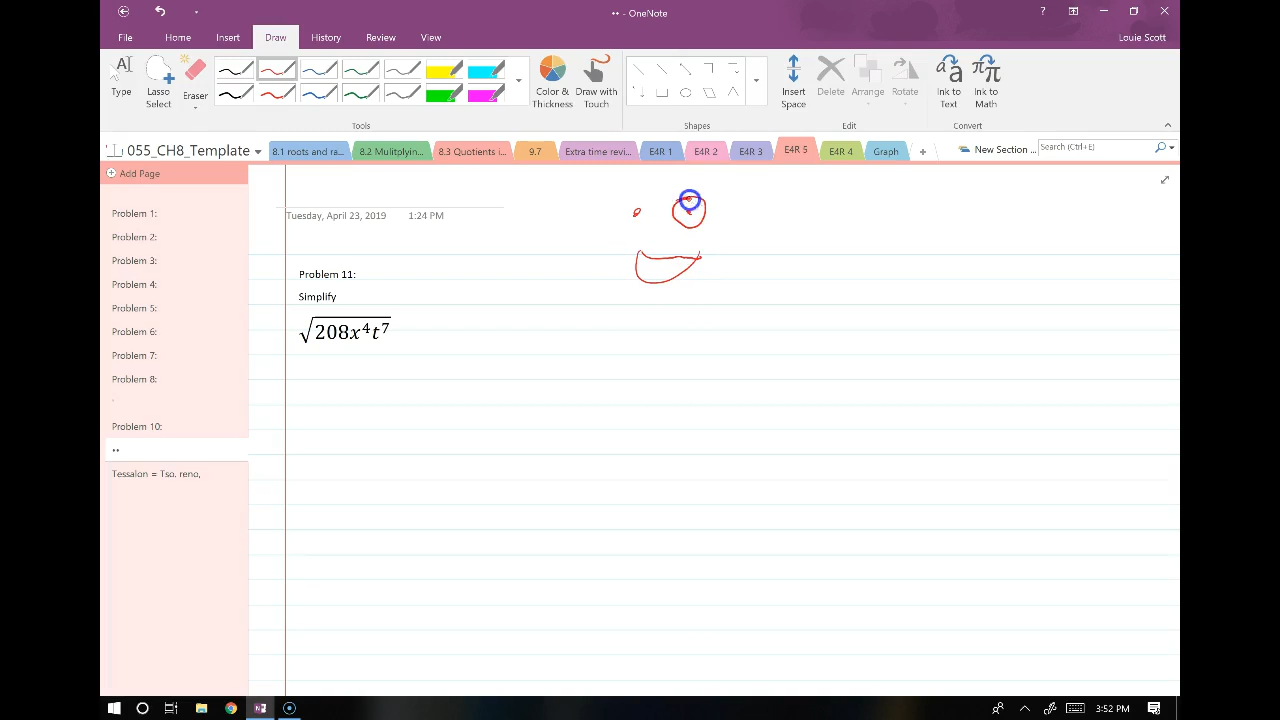 •• - OneNote
?
File Home Insert Draw History Review View
Louie Scott
Type
Lasso Select
Eraser
Color & Thickness
Draw with Touch
Insert Space
Delete
Arrange
Rotate
Ink to Text
Ink to Math
Tools
Shapes
Edit
Convert
055_CH8_Template
8.1 roots and ra...
8.2 Mulitplyin...
8.3 Quotients i...
9.7
Extra time revi...
E4R 1
E4R 2
E4R 3
E4R 5
E4R 4
Graph
+
New Section ...
Search (Ctrl+E)
Add Page
Problem 1:
Problem 2:
Problem 3:
Problem 4:
Problem 5:
Problem 6:
Problem 7:
Problem 8:
.
Problem 10:
••
Tessalon = Tso. reno,
Tuesday, April 23, 2019 1:24 PM
Problem 11:
Simplify
√208x⁴t⁷
3:52 PM